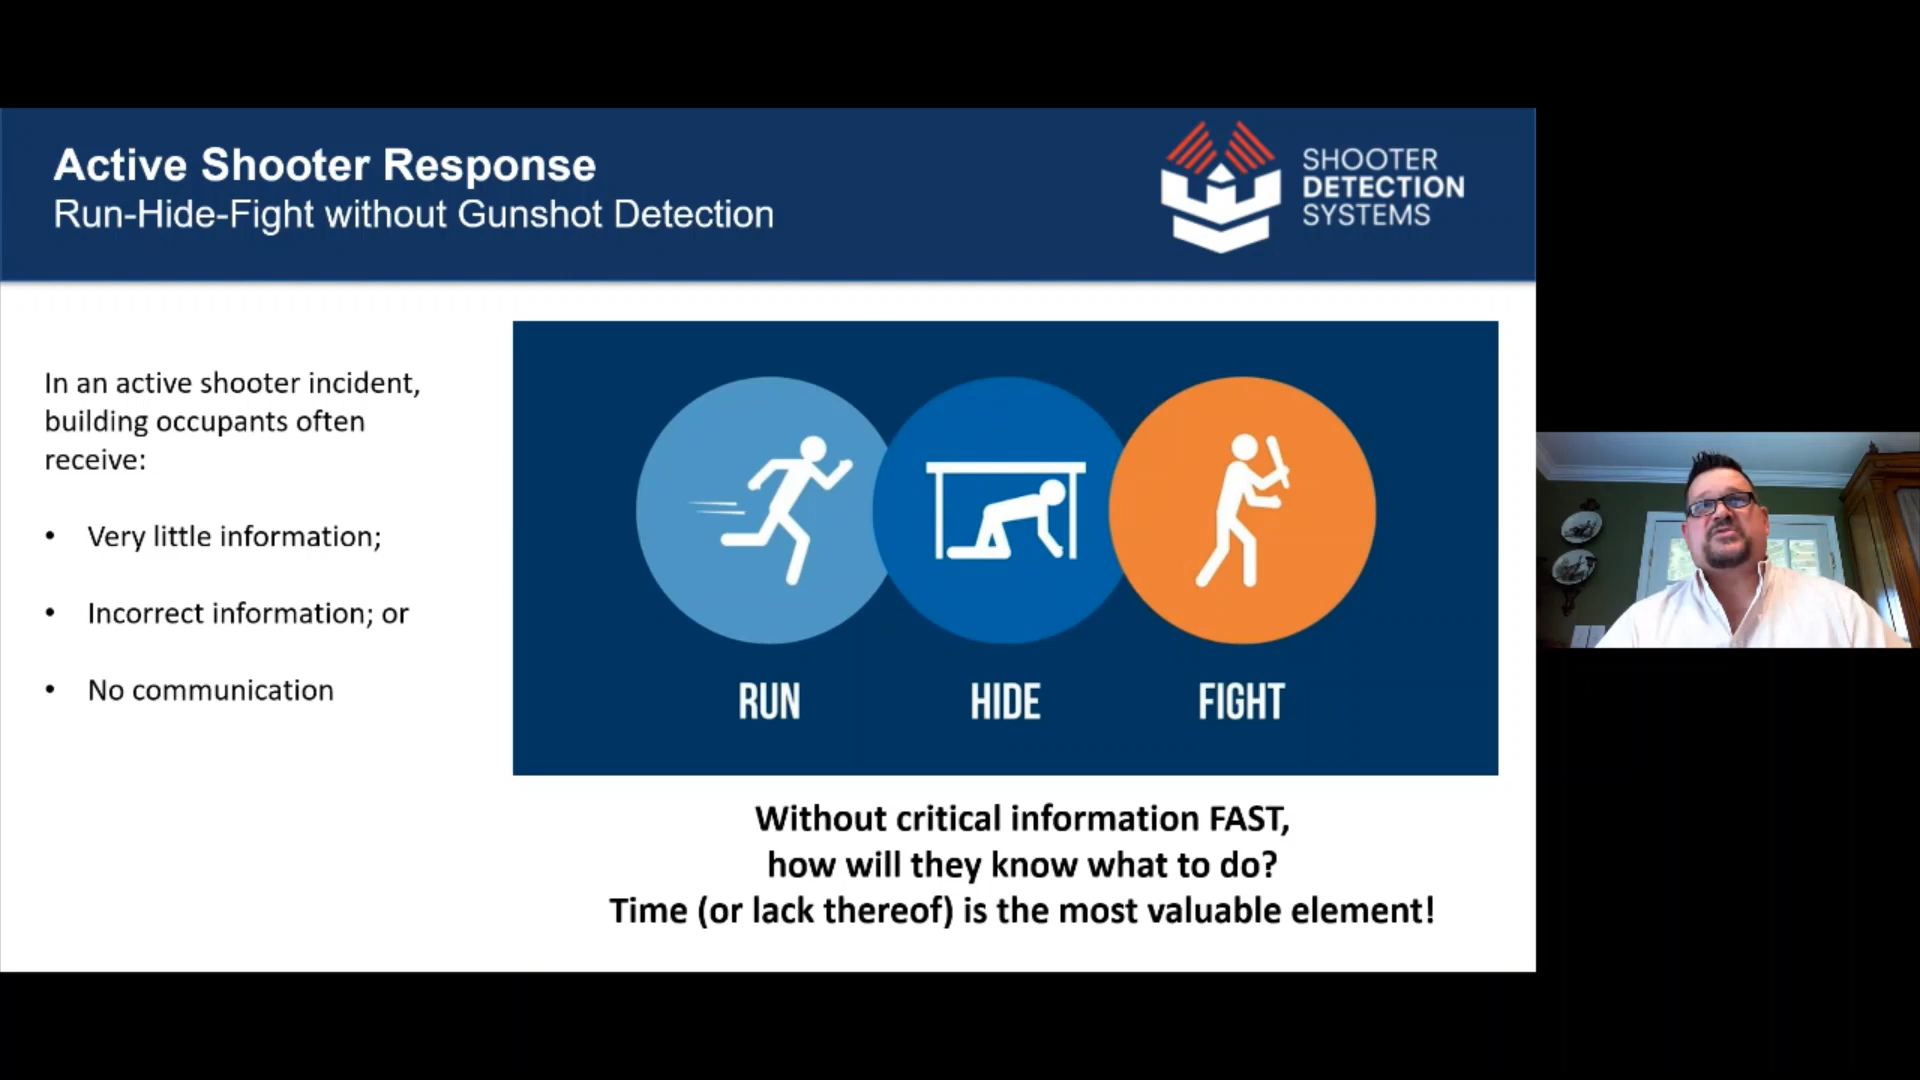 Active Shooter Response
Run-Hide-Fight without Gunshot Detection
SHOOTER
DETECTION
SYSTEMS
In an active shooter incident,
building occupants often
receive:
• Very little information;
• Incorrect information; or
• No communication
RUN
HIDE
FIGHT
Without critical information FAST,
how will they know what to do?
Time (or lack thereof) is the most valuable element!